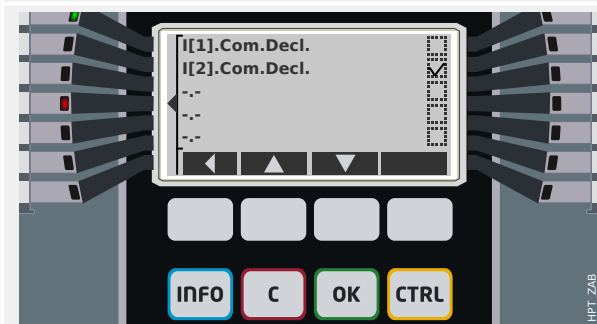 I[1].Com.Decl.
I[2].Com.Decl.
-.-
-.-
-.-
INFO C OK CTRL
HPT ZAB